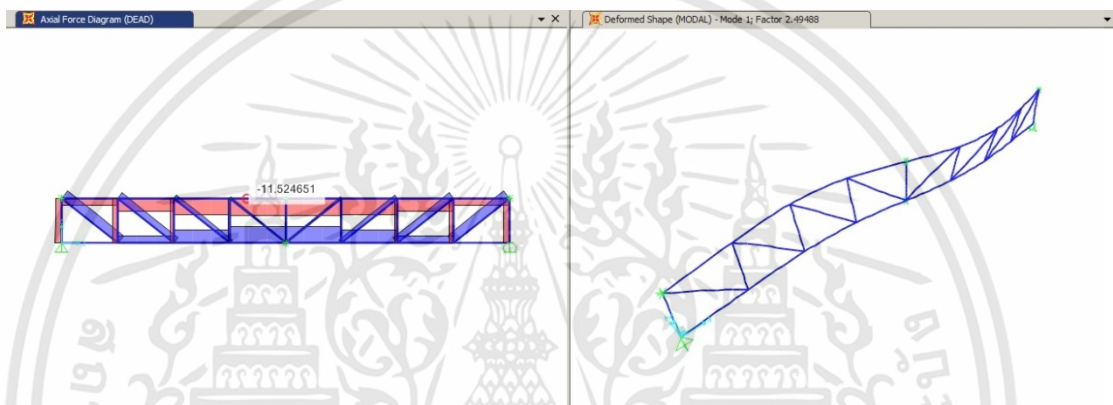 Axial Force Diagram (DEAD)
Deformed Shape (MODAL) - Mode 1; Factor 2.49488
-11.524651